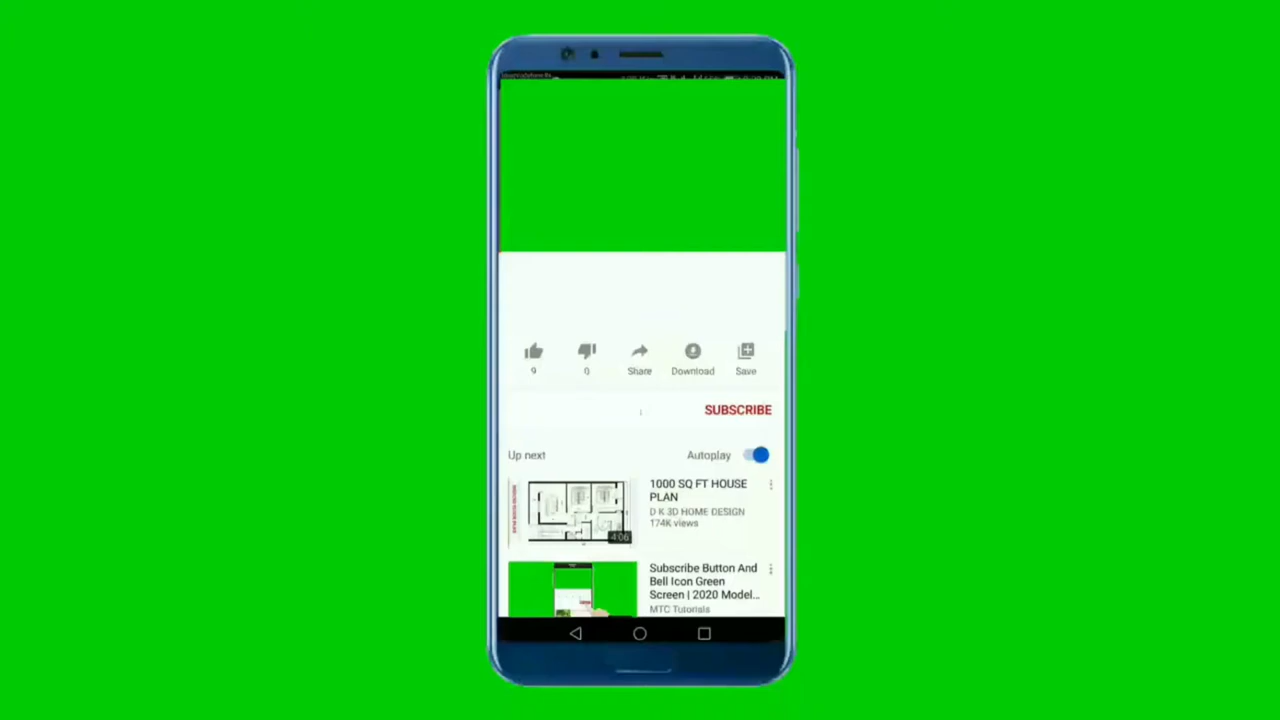 9
0
Share
Download
Save
SUBSCRIBE
Up next
Autoplay
1000 SQ FT HOUSE
PLAN
D K 3D HOME DESIGN
174K views
4:06
Subscribe Button And
Bell Icon Green
Screen | 2020 Model...
MTC Tutorials